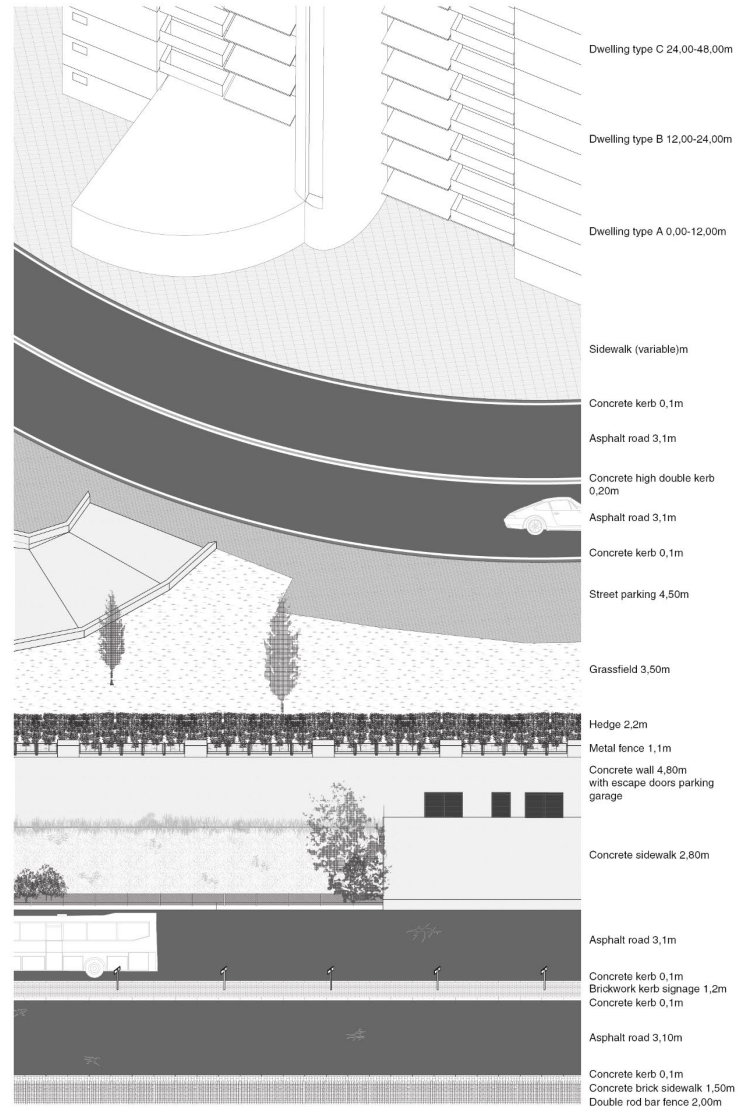 Dwelling type C 24,00-48,00m
Dwelling type B 12,00-24,00m
Dwelling type A 0,00-12,00m
Sidewalk (variable)m
Concrete kerb 0,1m
Asphalt road 3,1m
Concrete high double kerb
0,20m
Asphalt road 3,1m
Concrete kerb 0,1m
Street parking 4,50m
Grassfield 3,50m
Hedge 2,2m
Metal fence 1,1m
Concrete wall 4,80m
with escape doors parking
garage
Concrete sidewalk 2,80m
Asphalt road 3,1m
Concrete kerb 0,1m
Brickwork kerb signage 1,2m
Concrete kerb 0,1m
Asphalt road 3,10m
Concrete kerb 0,1m
Concrete brick sidewalk 1,50m
Double rod bar fence 2,00m